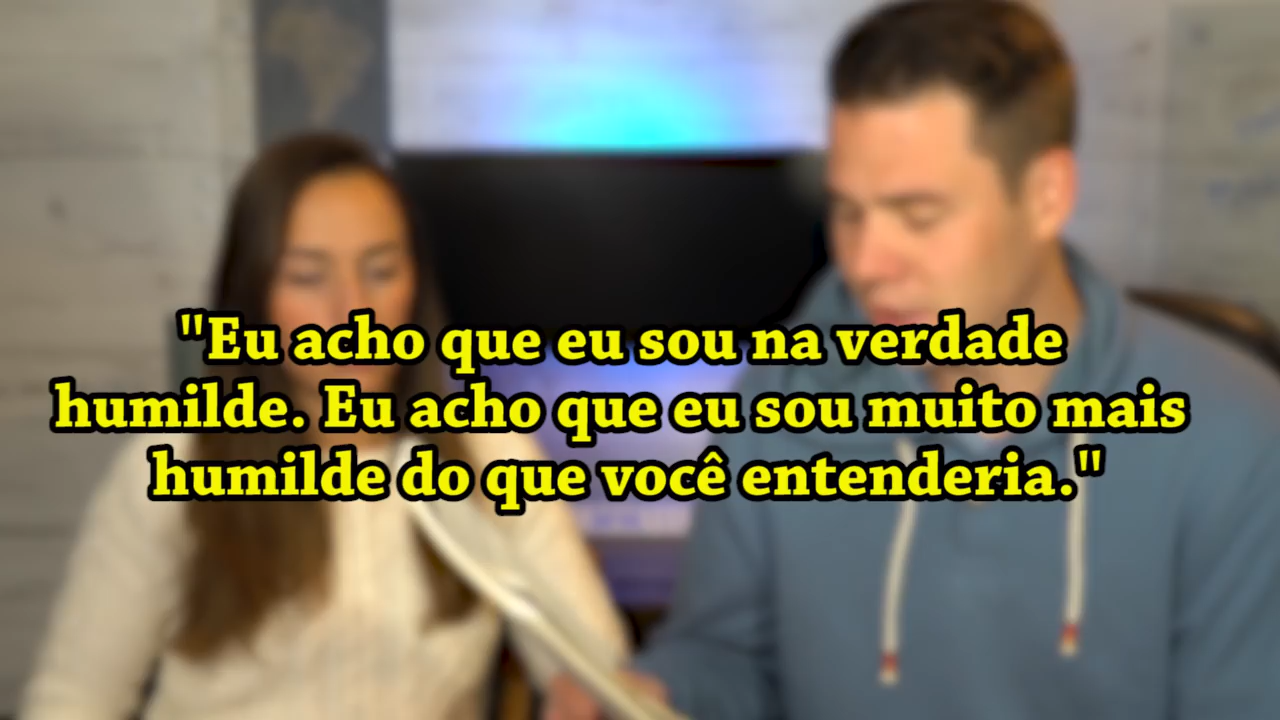 "Eu acho que eu sou na verdade
humilde. Eu acho que eu sou muito mais
humilde do que você entenderia."